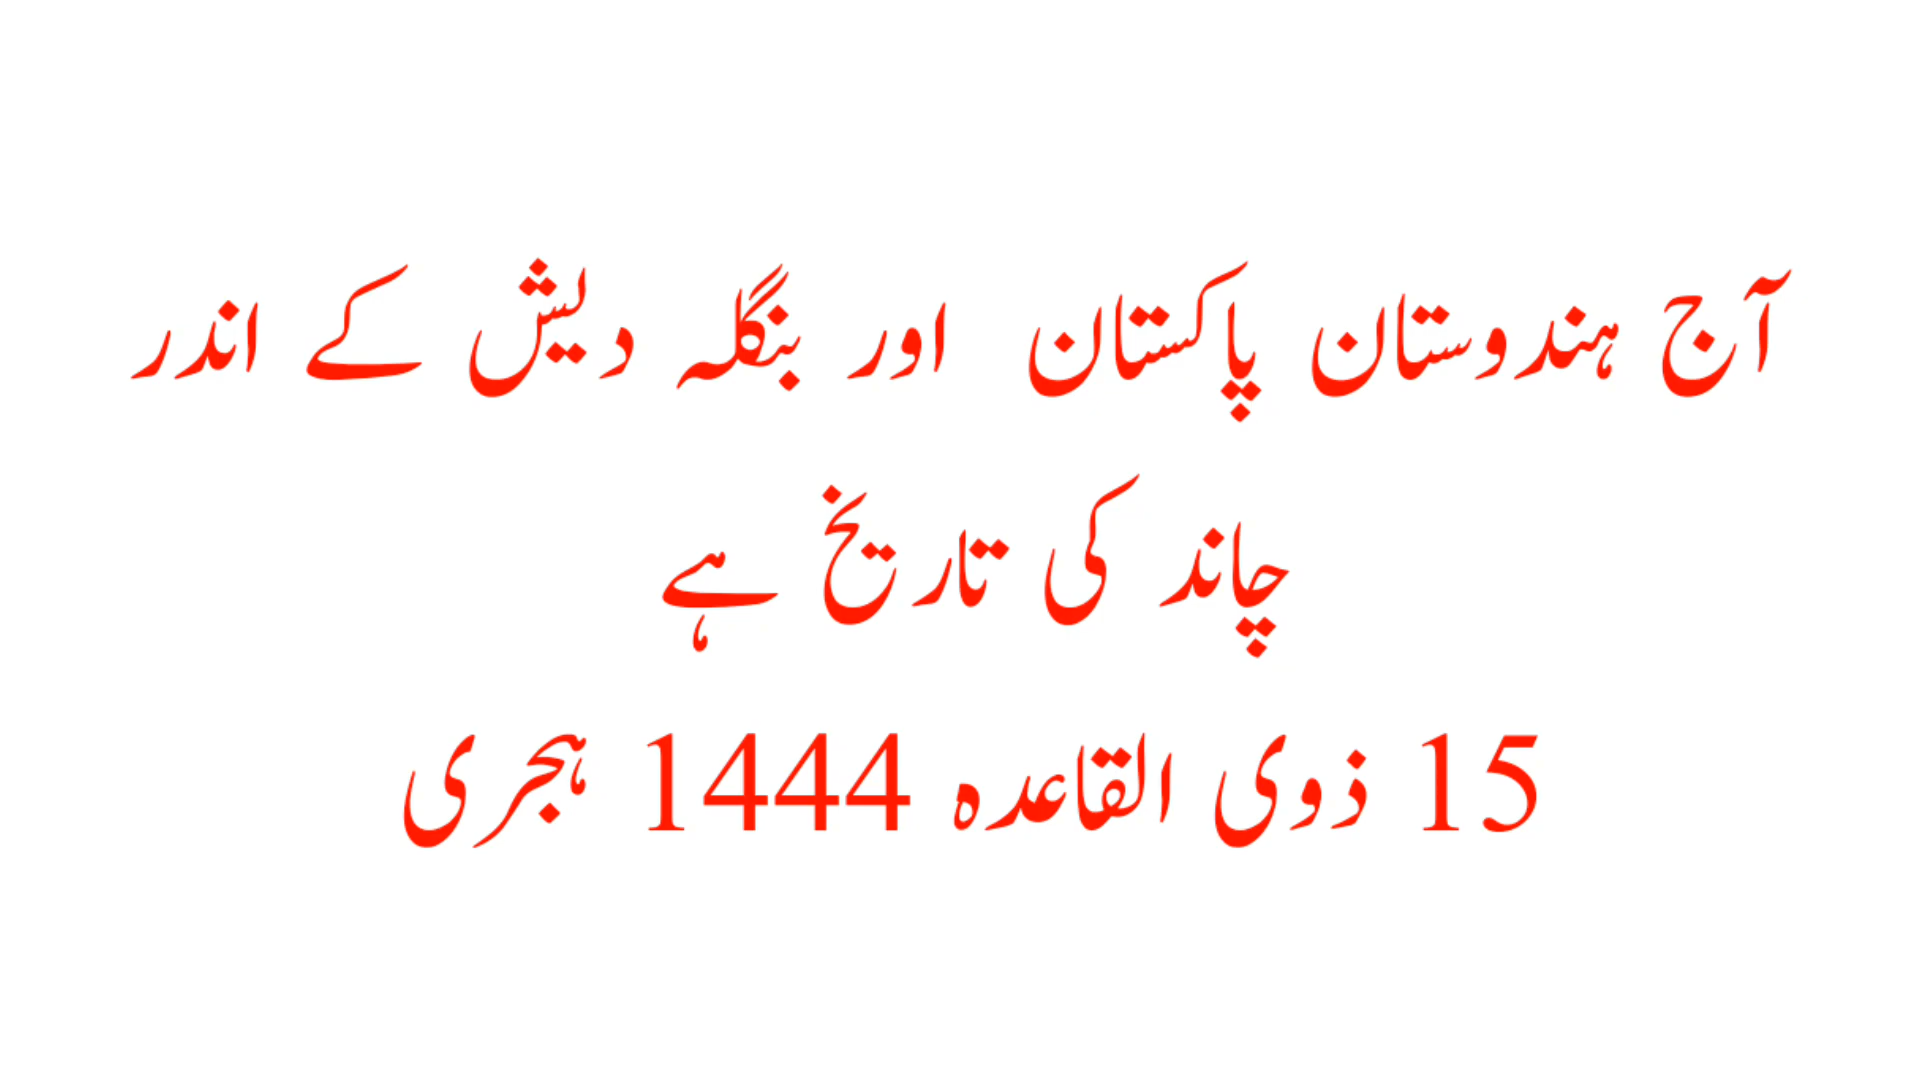 آج ہندوستان پاکستان اور بنگلہ دیش کے اندر
چاند کی تاریخ ہے
15 ذوی القاعدہ 1444 ہجری